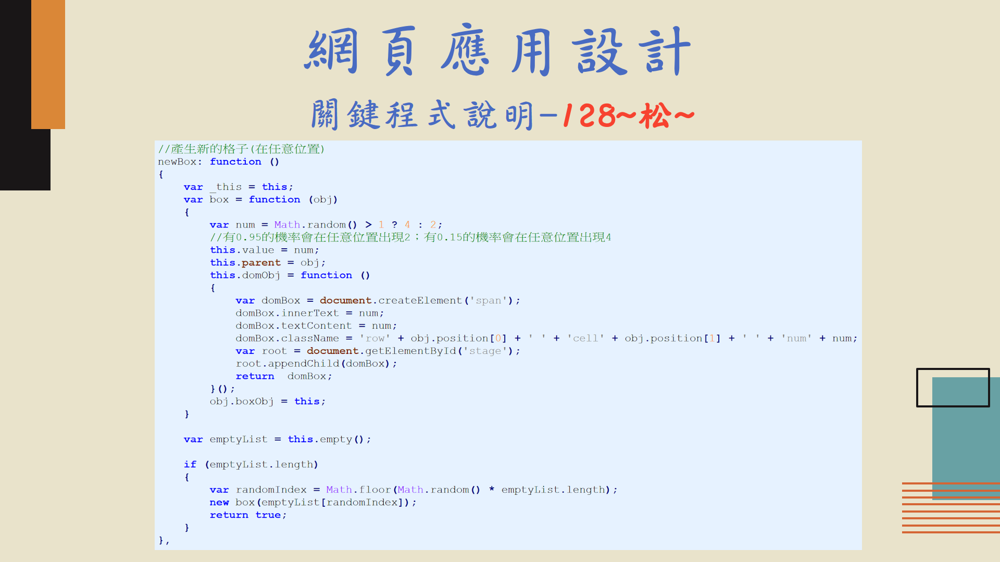 網頁應用設計
關鍵程式說明-128~松~
//產生新的格子(在任意位置)
newBox: function ()
{
    var _this = this;
    var box = function (obj)
    {
        var num = Math.random() > 1 ? 4 : 2;
        //有0.95的機率會在任意位置出現2；有0.15的機率會在任意位置出現4
        this.value = num;
        this.parent = obj;
        this.domObj = function ()
        {
            var domBox = document.createElement('span');
            domBox.innerText = num;
            domBox.textContent = num;
            domBox.className = 'row' + obj.position[0] + ' ' + 'cell' + obj.position[1] + ' ' + 'num' + num;
            var root = document.getElementById('stage');
            root.appendChild(domBox);
            return  domBox;
        }();
        obj.boxObj = this;
    }

    var emptyList = this.empty();

    if (emptyList.length)
    {
        var randomIndex = Math.floor(Math.random() * emptyList.length);
        new box(emptyList[randomIndex]);
        return true;
    }
},